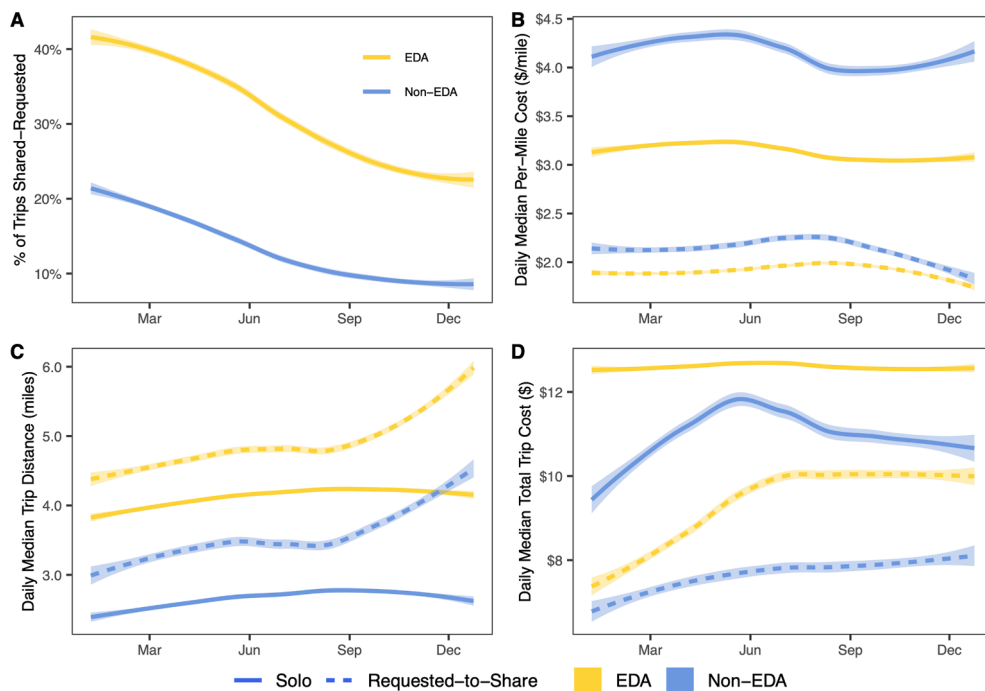 A
% of Trips Shared−Requested
40%
30%
20%
10%
EDA
Non−EDA
Mar
Jun
Sep
Dec
B
Daily Median Per−Mile Cost ($/mile)
$4.5
$4.0
$3.5
$3.0
$2.5
$2.0
Mar
Jun
Sep
Dec
C
Daily Median Trip Distance (miles)
6.0
5.0
4.0
3.0
Mar
Jun
Sep
Dec
D
Daily Median Total Trip Cost ($)
$12
$10
$8
Mar
Jun
Sep
Dec
Solo
Requested−to−Share
EDA
Non−EDA